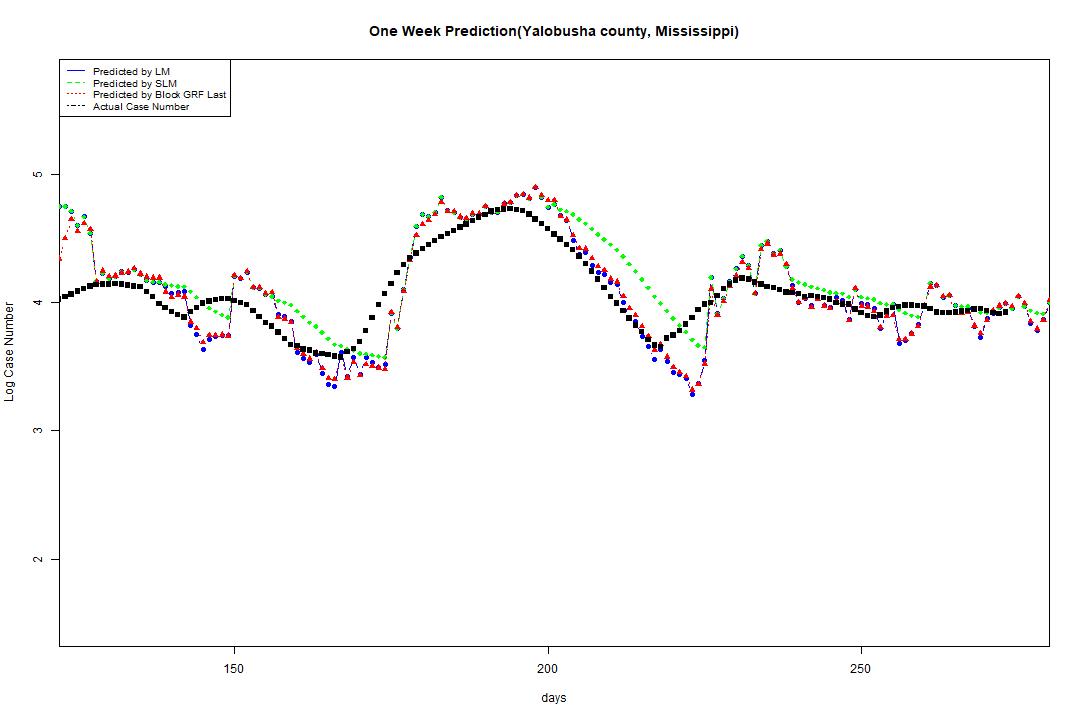 One Week Prediction(Yalobusha county, Mississippi)
Predicted by LM
Predicted by SLM
Predicted by Block GRF Last
Actual Case Number
5
4
3
2
Log Case Number
150
200
250
days